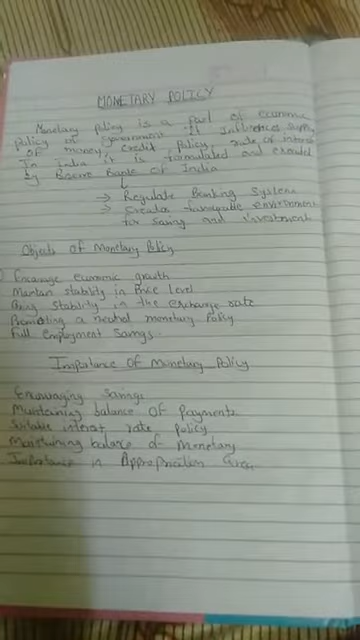 MONETARY POLICY
Monetary policy is a part of economic
policy of government. It influences supply
of money, credit policy, rate of interest
In India it is formulated and executed
by Reserve Bank of India
→ Regulate Banking System
→ Creates favourable environment
for saving and investment
Objects of Monetary Policy
Encourage economic growth
Maintan stability in Price level
stability in the exchange rate
Promoting a neutral monetary Policy
Full employment Savings.
Importance of Monetary Policy
Encouraging savings
Maintaining balance of Payments
Suitable interest rate policy
Maintaining balance of Monetary
Importance in Appropriation